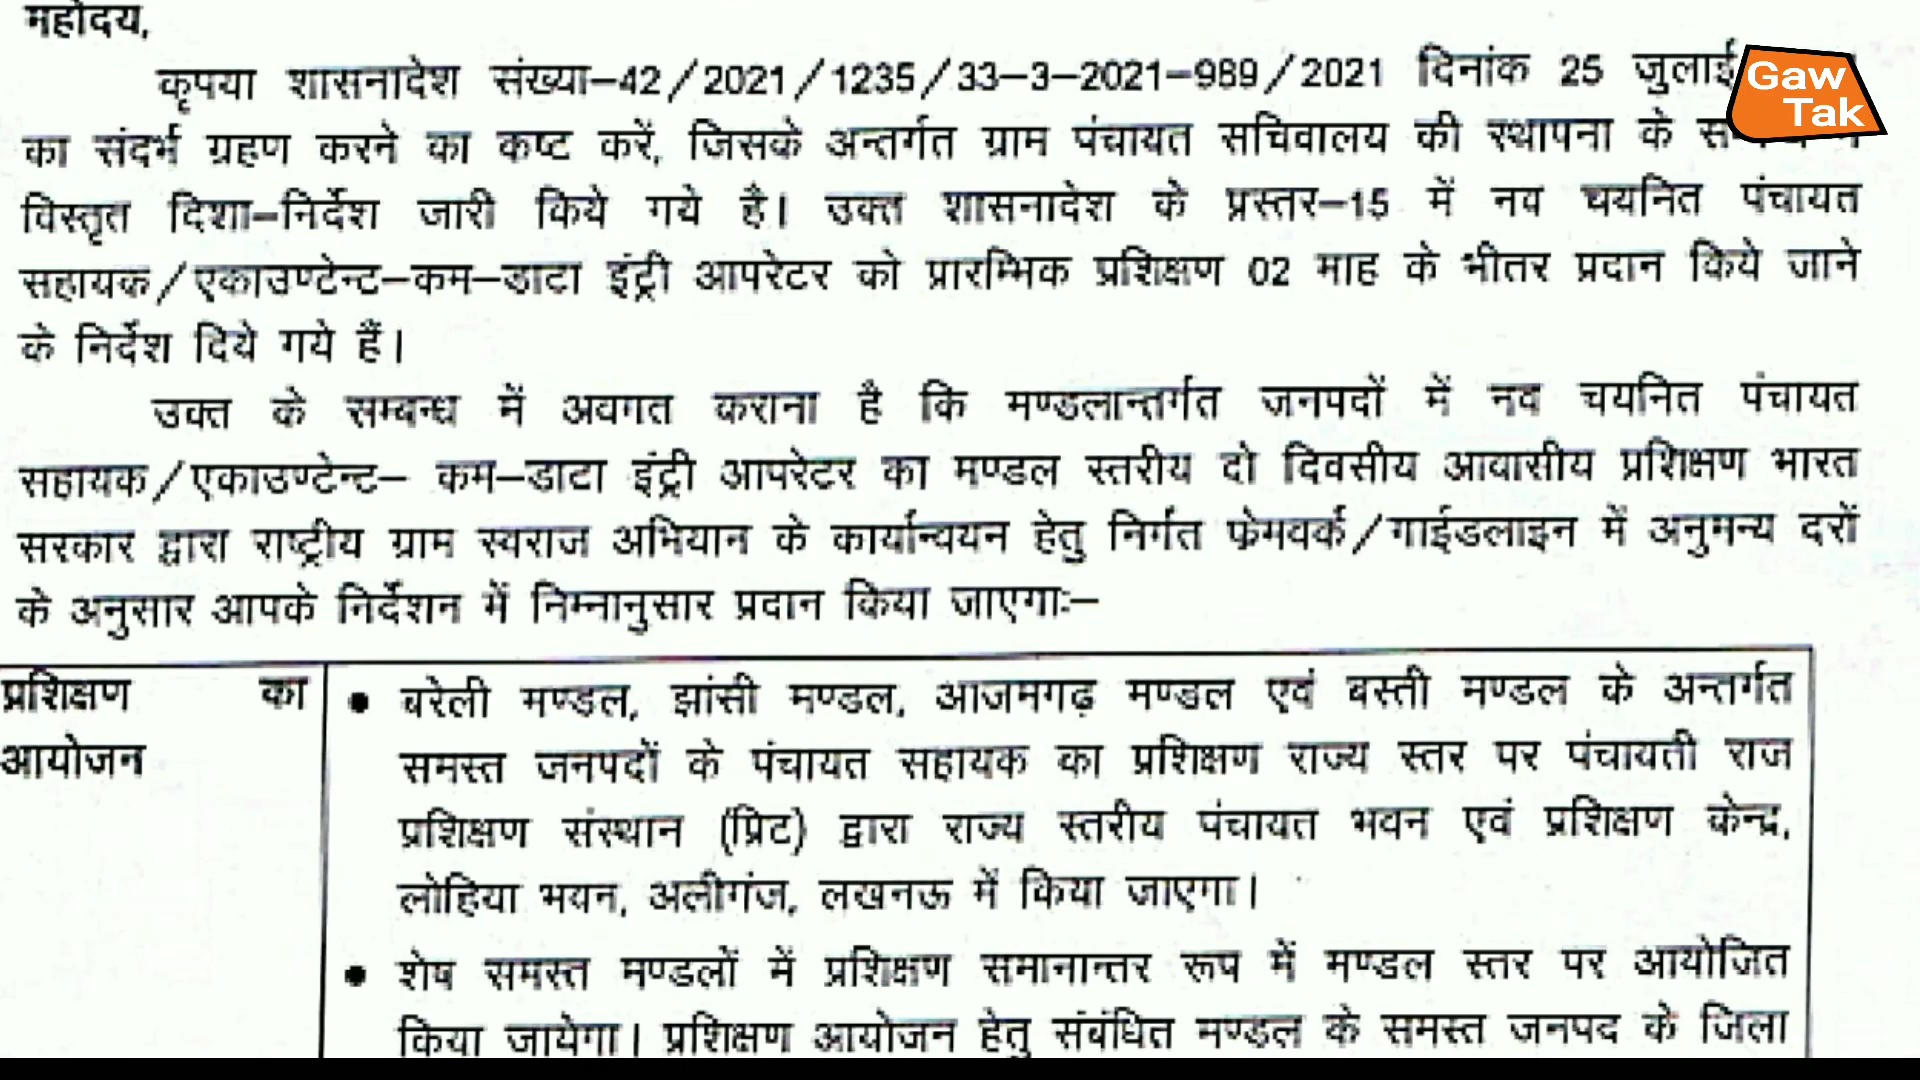 महोदय,
कृपया शासनादेश संख्या–42/2021/1235/33–3–2021–989/2021 दिनांक 25 जुलाई
Gaw
Tak
का संदर्भ ग्रहण करने का कष्ट करें, जिसके अन्तर्गत ग्राम पंचायत सचिवालय की स्थापना के
विस्तृत दिशा–निर्देश जारी किये गये है। उक्त शासनादेश के प्रस्तर–15 में नव चयनित पंचायत
सहायक/एकाउण्टेन्ट–कम–डाटा इंट्री आपरेटर को प्रारम्भिक प्रशिक्षण 02 माह के भीतर प्रदान किये जाने
के निर्देश दिये गये हैं।
उक्त के सम्बन्ध में अवगत कराना है कि मण्डलान्तर्गत जनपदों में नव चयनित पंचायत
सहायक/एकाउण्टेन्ट– कम–डाटा इंट्री आपरेटर का मण्डल स्तरीय दो दिवसीय आवासीय प्रशिक्षण भारत
सरकार द्वारा राष्ट्रीय ग्राम स्वराज अभियान के कार्यान्वयन हेतु निर्गत फ्रेमवर्क/गाईडलाइन में अनुमन्य दरों
के अनुसार आपके निर्देशन में निम्नानुसार प्रदान किया जाएगाः–
प्रशिक्षण का
आयोजन
• बरेली मण्डल, झांसी मण्डल, आजमगढ़ मण्डल एवं बस्ती मण्डल के अन्तर्गत
समस्त जनपदों के पंचायत सहायक का प्रशिक्षण राज्य स्तर पर पंचायती राज
प्रशिक्षण संस्थान (प्रिट) द्वारा राज्य स्तरीय पंचायत भवन एवं प्रशिक्षण केन्द्र,
लोहिया भवन, अलीगंज, लखनऊ में किया जाएगा।
• शेष समस्त मण्डलों में प्रशिक्षण समानान्तर रूप में मण्डल स्तर पर आयोजित
किया जायेगा। प्रशिक्षण आयोजन हेतु संबंधित मण्डल के समस्त जनपद के जिला